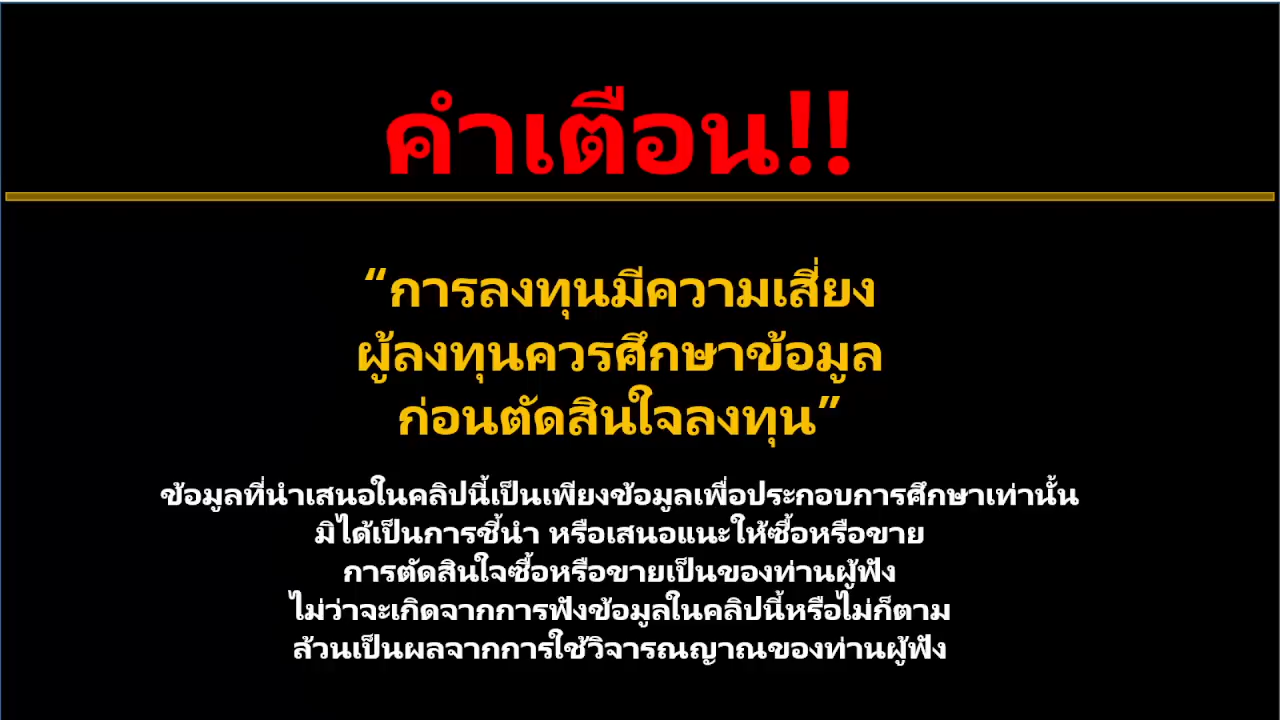 คำเตือน!!
“การลงทุนมีความเสี่ยง
ผู้ลงทุนควรศึกษาข้อมูล
ก่อนตัดสินใจลงทุน”
ข้อมูลที่นำเสนอในคลิปนี้เป็นเพียงข้อมูลเพื่อประกอบการศึกษาเท่านั้น
มิได้เป็นการชี้นำ หรือเสนอแนะให้ซื้อหรือขาย
การตัดสินใจซื้อหรือขายเป็นของท่านผู้ฟัง
ไม่ว่าจะเกิดจากการฟังข้อมูลในคลิปนี้หรือไม่ก็ตาม
ล้วนเป็นผลจากการใช้วิจารณญาณของท่านผู้ฟัง